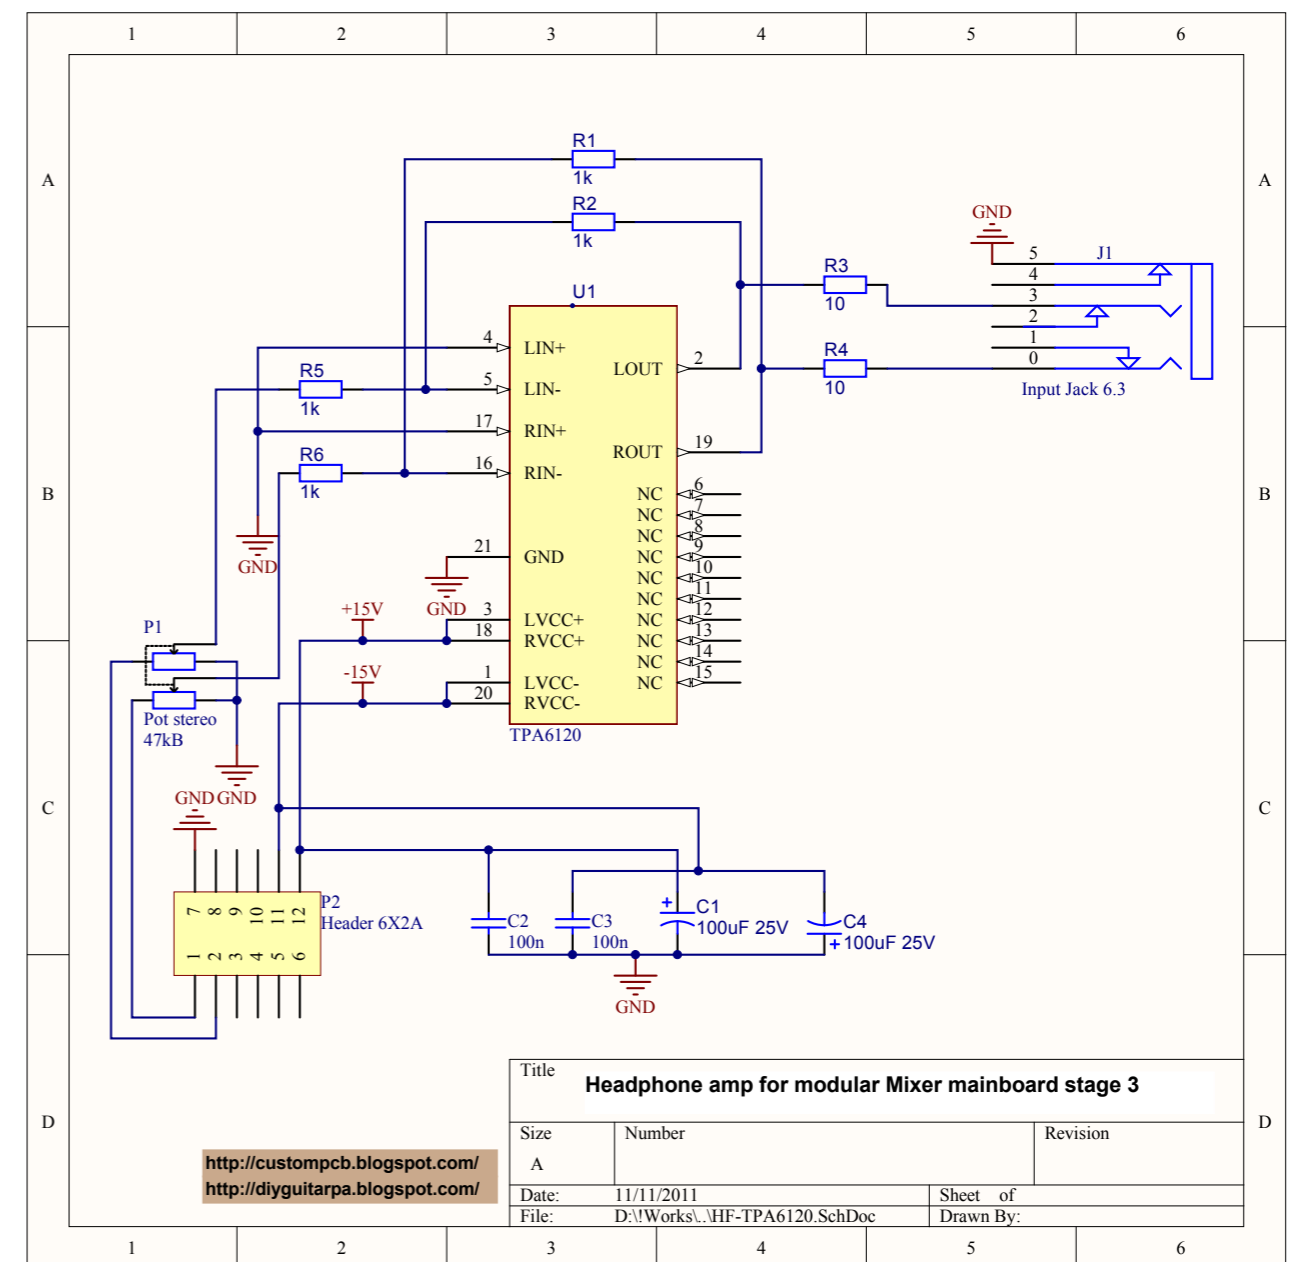 1 2 3 4 5 6
A A
R1
1k
R2
1k
GND
5 J1
4
3
2
1
0
Input Jack 6.3
R3
10
R4
10
U1
4 LIN+
5 LIN-
17 RIN+
16 RIN-
21 GND
3 LVCC+
18 RVCC+
1 LVCC-
20 RVCC-
LOUT 2
ROUT 19
NC 6
NC 7
NC 8
NC 9
NC 10
NC 11
NC 12
NC 13
NC 14
NC 15
TPA6120
R5
1k
R6
1k
B B
GND
GND
+15V
-15V
P1
Pot stereo
47kB
GND GND
C C
7 8 9 10 11 12
1 2 3 4 5 6
P2
Header 6X2A
C2
100n
C3
100n
+ C1
100uF 25V
C4
+ 100uF 25V
GND
D D
http://custompcb.blogspot.com/
http://diyguitarpa.blogspot.com/
Title
Headphone amp for modular Mixer mainboard stage 3
Size Number Revision
A
Date: 11/11/2011 Sheet of
File: D:\!Works\..\HF-TPA6120.SchDoc Drawn By:
1 2 3 4 5 6